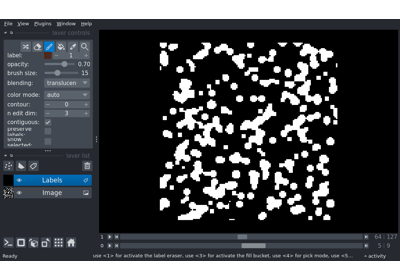 File View Plugins Window Help
layer controls
label: 1
opacity: 0.70
brush size: 15
blending: translucen
color mode: auto
contour: 0
n edit dim: 3
contiguous:
preserve
labels:
show
selected:
layer list
Labels
Image
1 64 127
0 5 9
Ready use <1> for activate the label eraser, use <3> for activate the fill bucket, use <4> for pick mode, use <5... activity